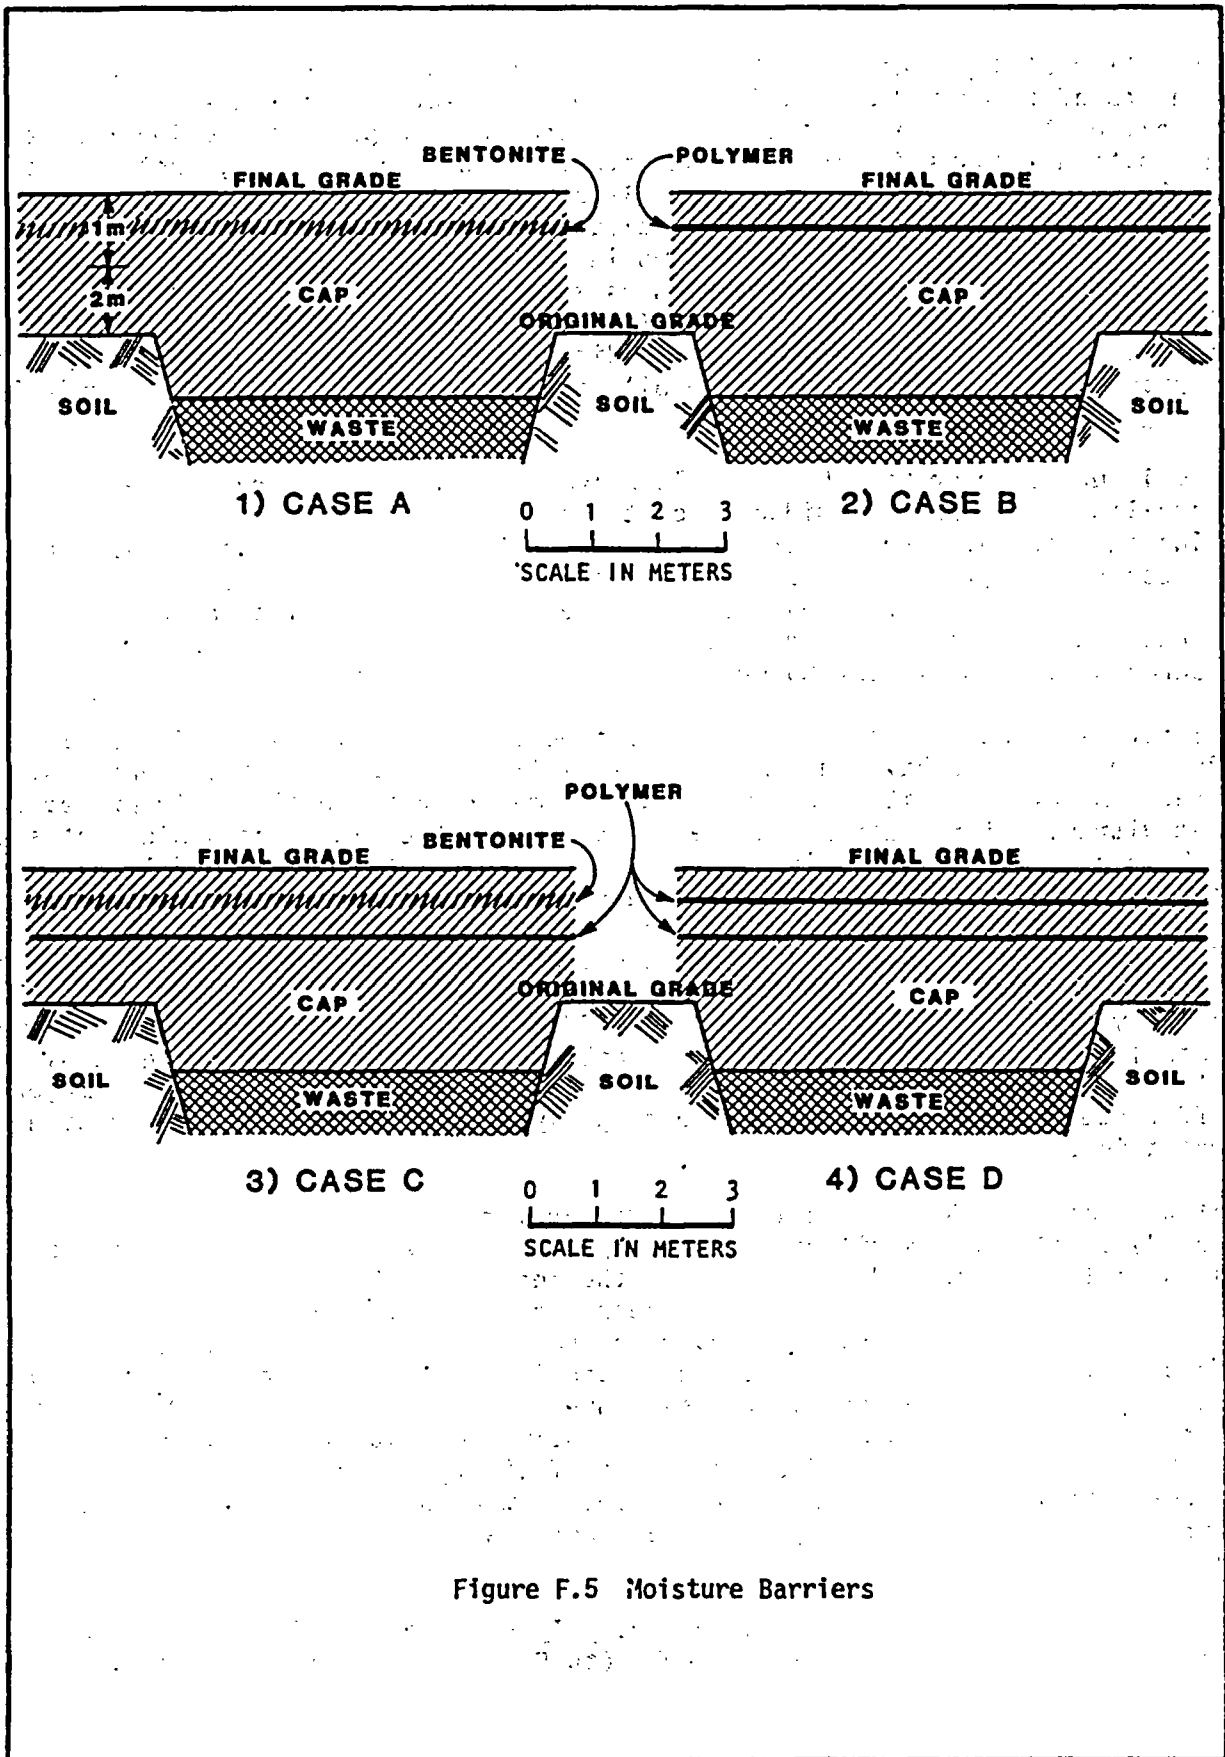 BENTONITE POLYMER
FINAL GRADE FINAL GRADE
1m
2m
CAP CAP
ORIGINAL GRADE
SOIL SOIL SOIL
WASTE WASTE
1) CASE A 2) CASE B
0 1 2 3
SCALE IN METERS
POLYMER
BENTONITE
FINAL GRADE FINAL GRADE
ORIGINAL GRADE
CAP CAP
SOIL SOIL SOIL
WASTE WASTE
3) CASE C 4) CASE D
0 1 2 3
SCALE IN METERS
Figure F.5 Moisture Barriers